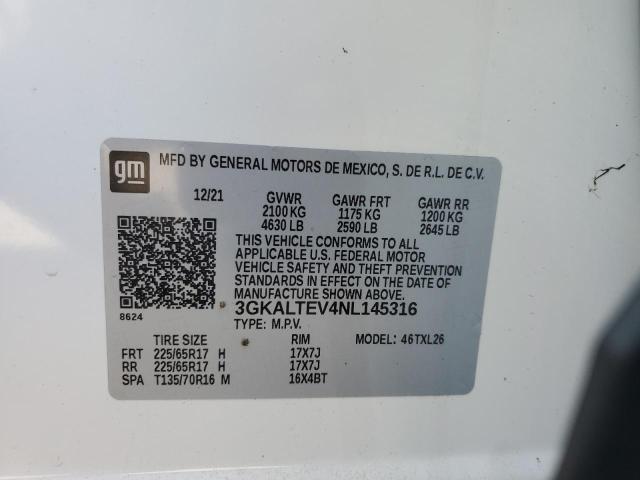 gm
MFD BY GENERAL MOTORS DE MEXICO, S. DE R.L. DE C.V.
12/21 GVWR GAWR FRT GAWR RR
2100 KG 1175 KG 1200 KG
4630 LB 2590 LB 2645 LB
THIS VEHICLE CONFORMS TO ALL
APPLICABLE U.S. FEDERAL MOTOR
VEHICLE SAFETY AND THEFT PREVENTION
STANDARDS IN EFFECT ON THE DATE OF
MANUFACTURE SHOWN ABOVE.
8624 3GKALTEV4NL145316
TYPE: M.P.V. MODEL: 46TXL26
TIRE SIZE RIM
FRT 225/65R17 H 17X7J
RR 225/65R17 H 17X7J
SPA T135/70R16 M 16X4BT